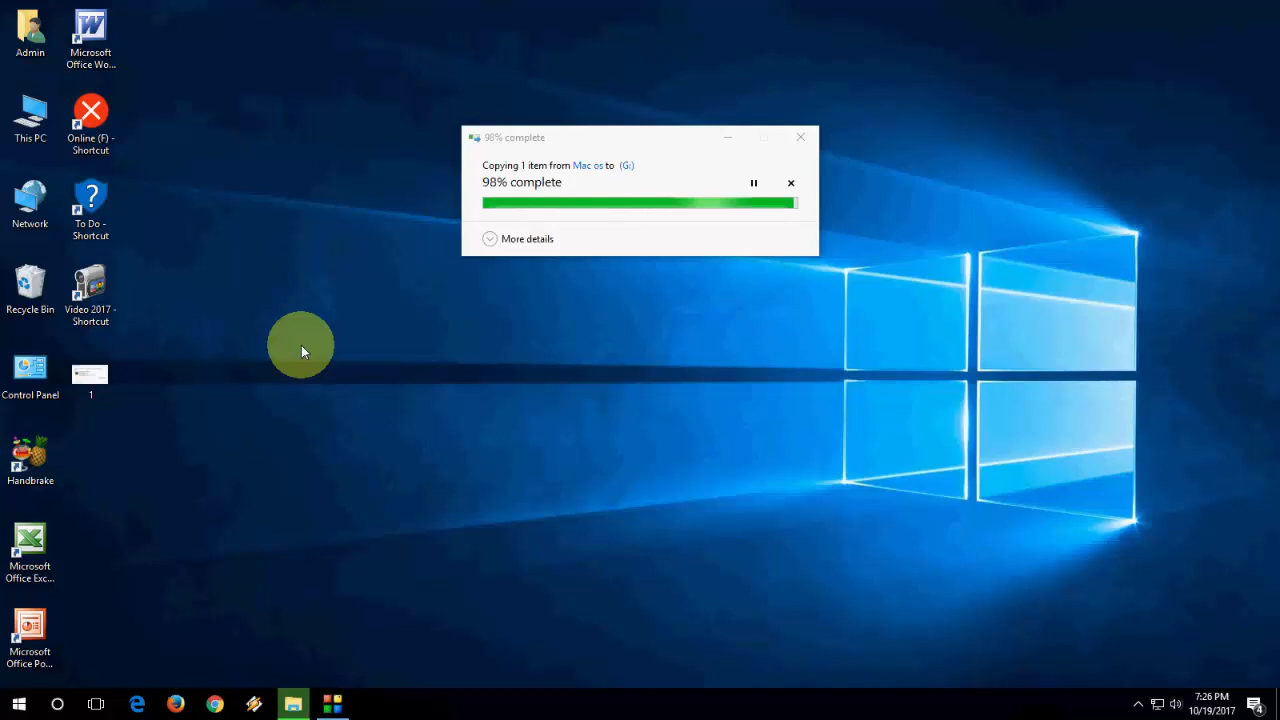 Admin
Microsoft
Office Wo...
This PC
Online (F) -
Shortcut
Network
To Do -
Shortcut
Recycle Bin
Video 2017 -
Shortcut
Control Panel
1
Handbrake
Microsoft
Office Exc...
Microsoft
Office Po...
98% complete
Copying 1 item from Mac os to (G:)
98% complete
More details
7:26 PM
10/19/2017
4